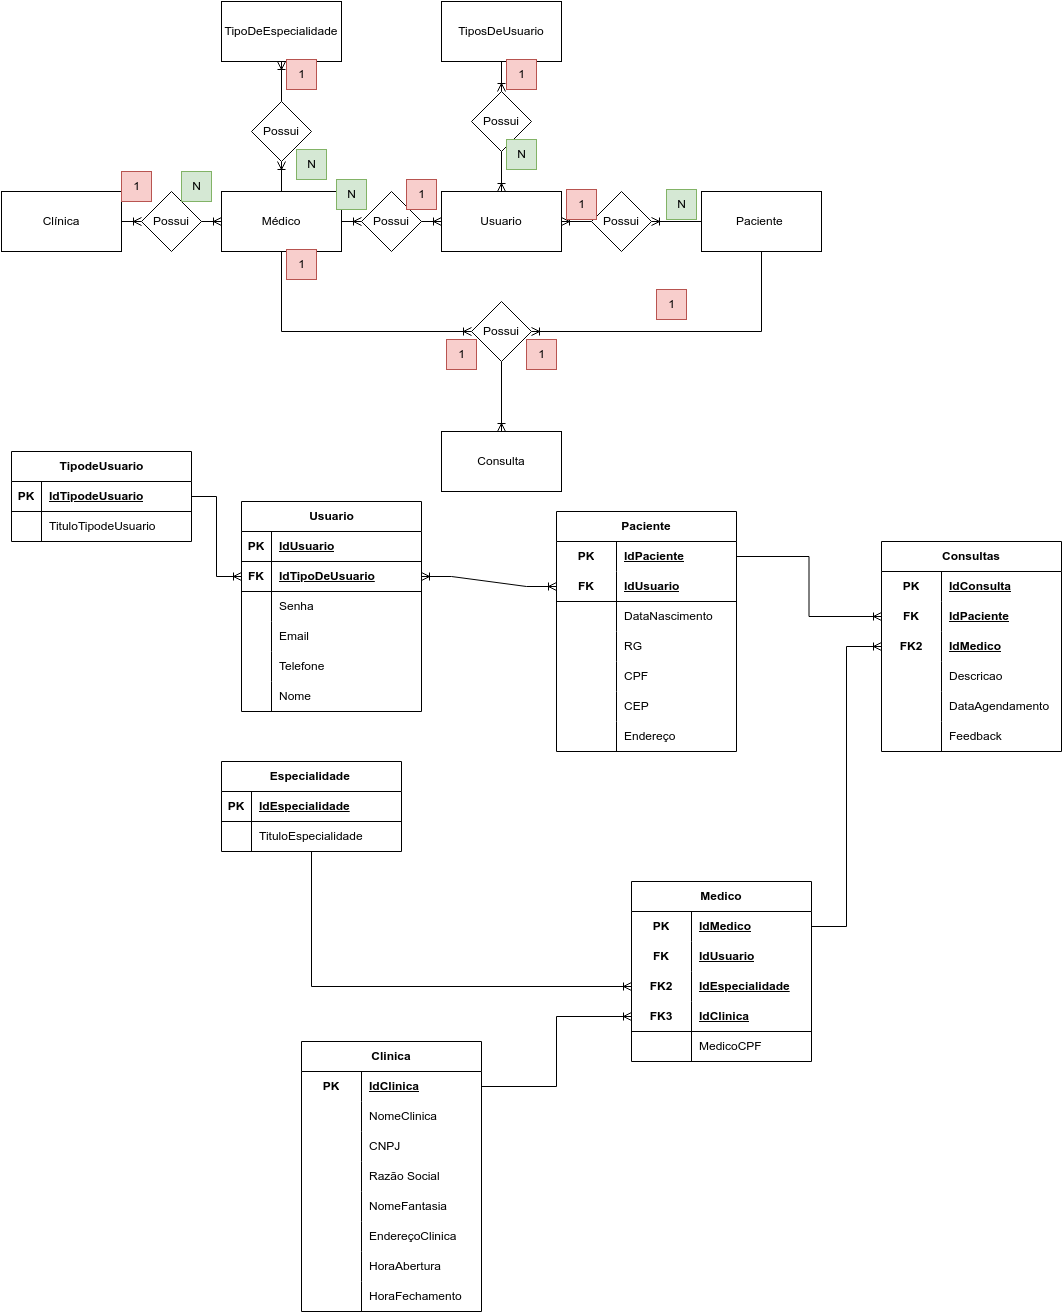 TipoDeEspecialidade
TiposDeUsuario
1
1
Possui
Possui
N
N
1
N
N
1
1
N
Clínica
Possui
Médico
Possui
Usuario
Possui
Paciente
1
1
Possui
1
1
Consulta
TipodeUsuario
PK IdTipodeUsuario
TituloTipodeUsuario
Usuario
PK IdUsuario
FK IdTipoDeUsuario
Senha
Email
Telefone
Nome
Paciente
PK IdPaciente
FK IdUsuario
DataNascimento
RG
CPF
CEP
Endereço
Consultas
PK IdConsulta
FK IdPaciente
FK2 IdMedico
Descricao
DataAgendamento
Feedback
Especialidade
PK IdEspecialidade
TituloEspecialidade
Medico
PK IdMedico
FK IdUsuario
FK2 IdEspecialidade
FK3 IdClinica
MedicoCPF
Clinica
PK IdClinica
NomeClinica
CNPJ
Razão Social
NomeFantasia
EndereçoClinica
HoraAbertura
HoraFechamento